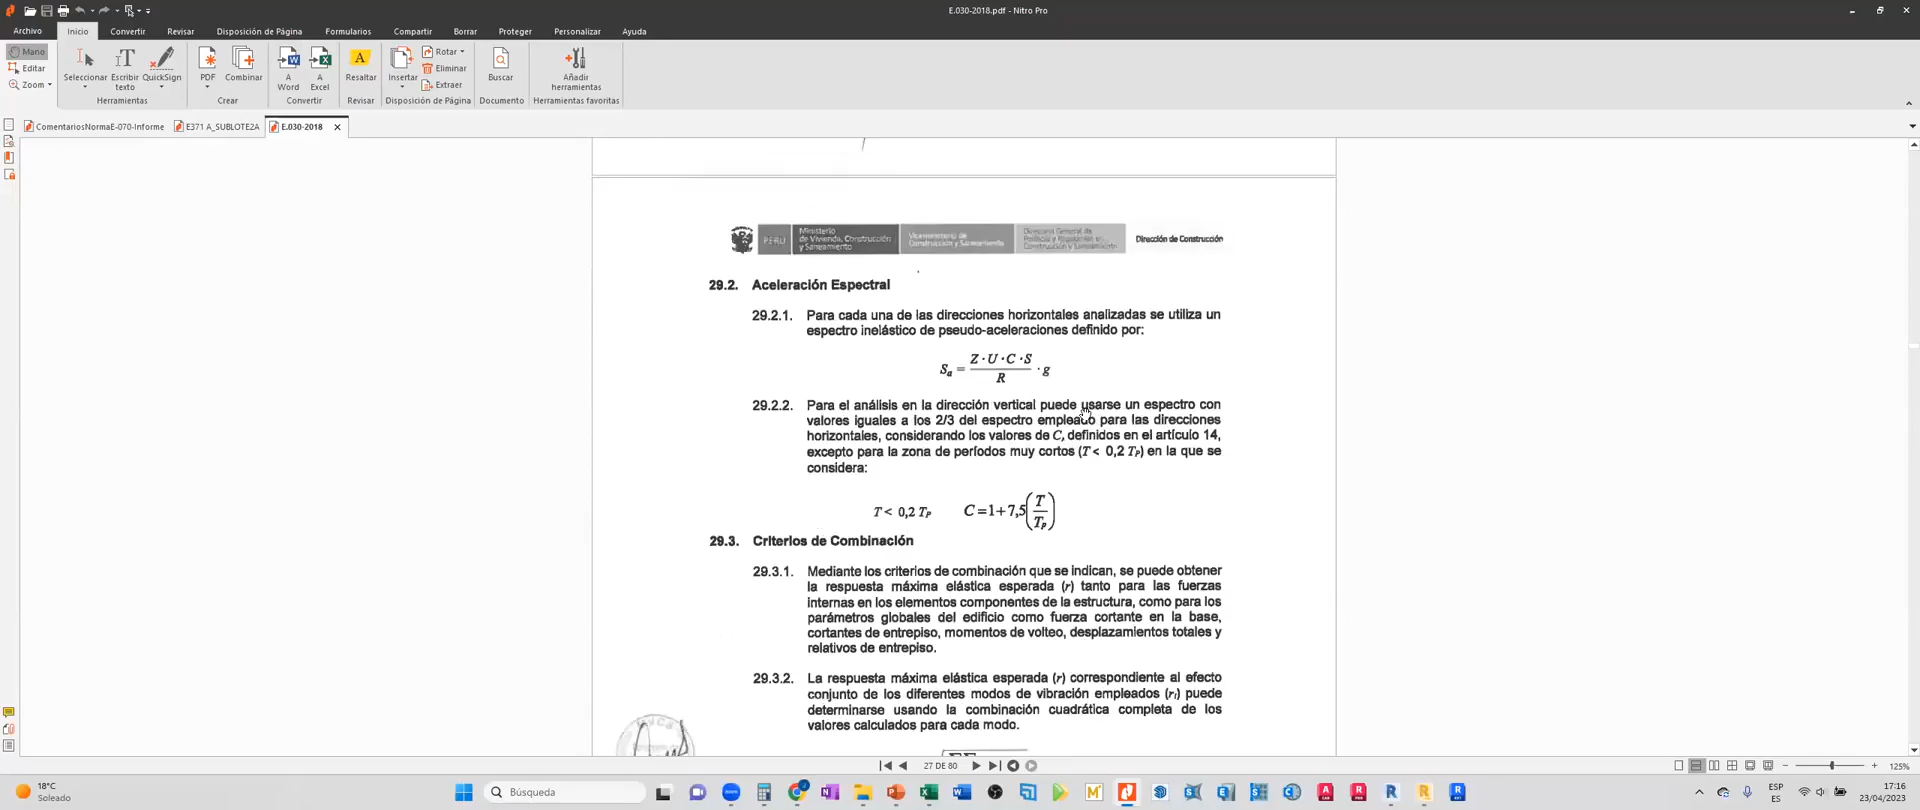 E.030-2018.pdf - Nitro Pro
Archivo Inicio Convertir Revisar Disposición de Página Formularios Compartir Borrar Proteger Personalizar Ayuda
Mano
Editar
Zoom
Seleccionar
Escribir texto
QuickSign
Herramientas
PDF
Combinar
Crear
A Word
A Excel
Convertir
Resaltar
Revisar
Insertar
Rotar
Eliminar
Extraer
Disposición de Página
Buscar
Documento
Añadir herramientas
Herramientas favoritas
ComentariosNormaE-070-Informe E371 A_SUBLOTE2A E.030-2018
PERÚ
Ministerio de Vivienda, Construcción y Saneamiento
Viceministerio de Construcción y Saneamiento
Dirección de Construcción
29.2. Aceleración Espectral
29.2.1. Para cada una de las direcciones horizontales analizadas se utiliza un
espectro inelástico de pseudo-aceleraciones definido por:
Sa = Z · U · C · S / R · g
29.2.2. Para el análisis en la dirección vertical puede usarse un espectro con
valores iguales a los 2/3 del espectro empleado para las direcciones
horizontales, considerando los valores de C, definidos en el artículo 14,
excepto para la zona de períodos muy cortos (T < 0,2 TP) en la que se
considera:
T < 0,2 TP C = 1 + 7,5 (T / TP)
29.3. Criterios de Combinación
29.3.1. Mediante los criterios de combinación que se indican, se puede obtener
la respuesta máxima elástica esperada (r) tanto para las fuerzas
internas en los elementos componentes de la estructura, como para los
parámetros globales del edificio como fuerza cortante en la base,
cortantes de entrepiso, momentos de volteo, desplazamientos totales y
relativos de entrepiso.
29.3.2. La respuesta máxima elástica esperada (r) correspondiente al efecto
conjunto de los diferentes modos de vibración empleados (ri) puede
determinarse usando la combinación cuadrática completa de los
valores calculados para cada modo.
27 DE 80
125%
18°C
Soleado
Búsqueda
ESP
ES
17:16
23/04/2023